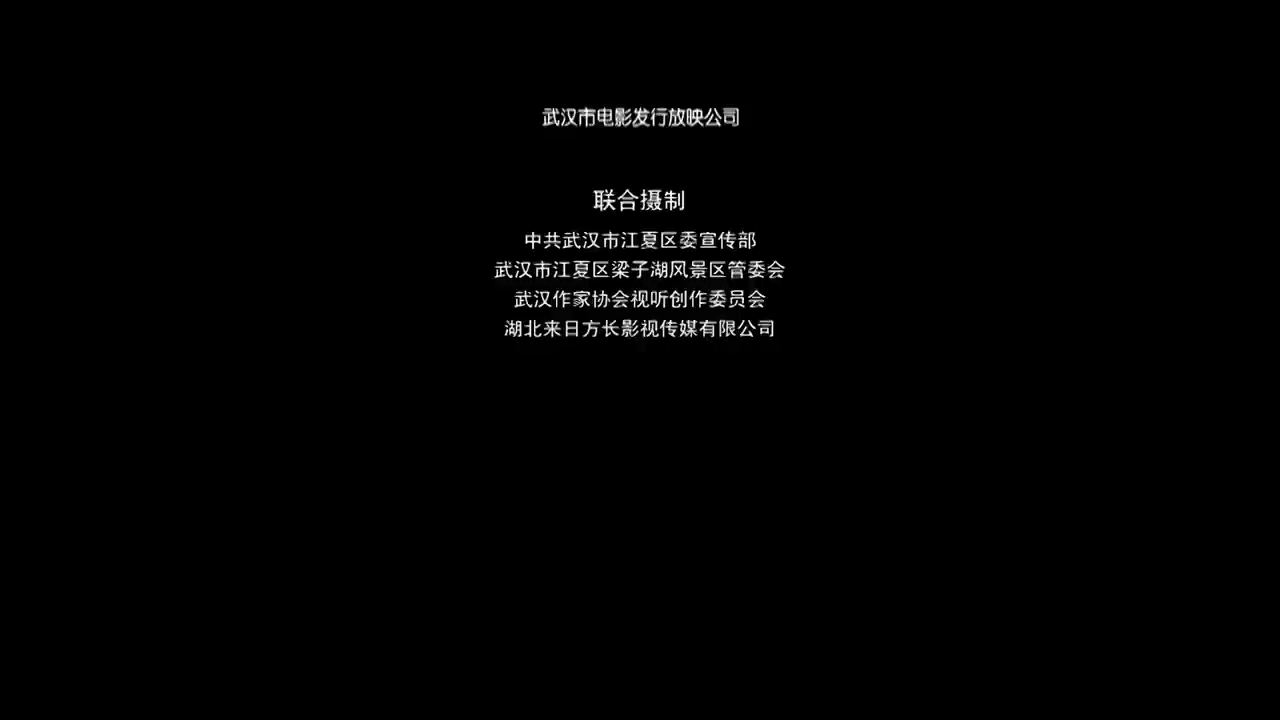 武汉市电影发行放映公司
联合摄制
中共武汉市江夏区委宣传部
武汉市江夏区梁子湖风景区管委会
武汉作家协会视听创作委员会
湖北来日方长影视传媒有限公司